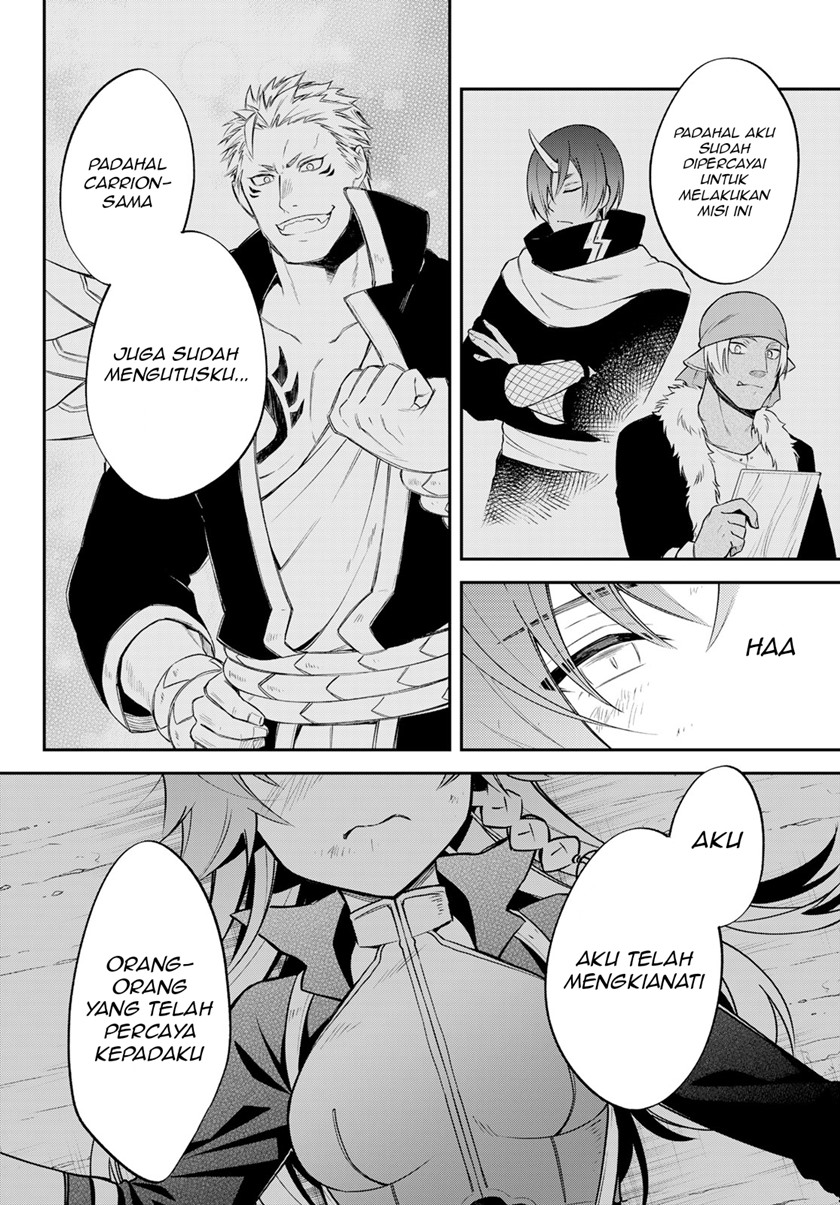 PADAHAL AKU
SUDAH
DIPERCAYAI
UNTUK
MELAKUKAN
MISI INI
PADAHAL
CARRION-
SAMA
JUGA SUDAH
MENGUTUSKU...
HAA
AKU
AKU TELAH
MENGKIANATI
ORANG-
ORANG
YANG TELAH
PERCAYA
KEPADAKU